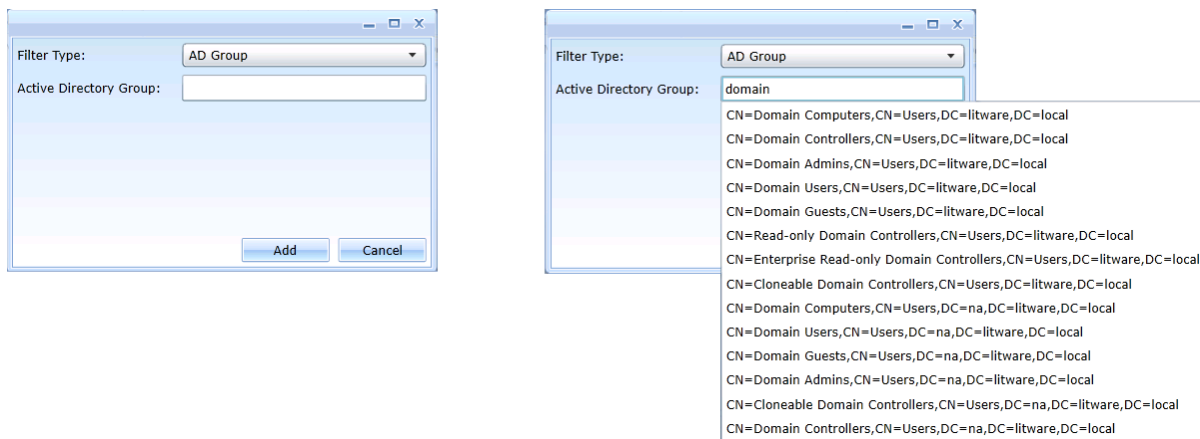 Filter Type: AD Group
Active Directory Group:
Add Cancel
Filter Type: AD Group
Active Directory Group: domain
CN=Domain Computers,CN=Users,DC=litware,DC=local
CN=Domain Controllers,CN=Users,DC=litware,DC=local
CN=Domain Admins,CN=Users,DC=litware,DC=local
CN=Domain Users,CN=Users,DC=litware,DC=local
CN=Domain Guests,CN=Users,DC=litware,DC=local
CN=Read-only Domain Controllers,CN=Users,DC=litware,DC=local
CN=Enterprise Read-only Domain Controllers,CN=Users,DC=litware,DC=local
CN=Cloneable Domain Controllers,CN=Users,DC=litware,DC=local
CN=Domain Computers,CN=Users,DC=na,DC=litware,DC=local
CN=Domain Users,CN=Users,DC=na,DC=litware,DC=local
CN=Domain Guests,CN=Users,DC=na,DC=litware,DC=local
CN=Domain Admins,CN=Users,DC=na,DC=litware,DC=local
CN=Cloneable Domain Controllers,CN=Users,DC=na,DC=litware,DC=local
CN=Domain Controllers,CN=Users,DC=na,DC=litware,DC=local